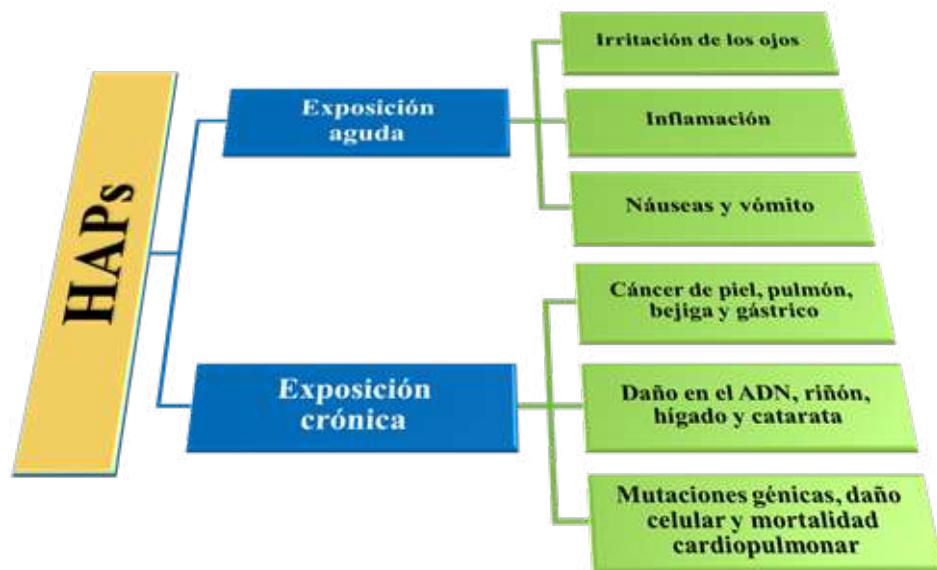 HAPs
Exposición
aguda
Irritación de los ojos
Inflamación
Náuseas y vómito
Exposición
crónica
Cáncer de piel, pulmón,
bejiga y gástrico
Daño en el ADN, riñón,
hígado y catarata
Mutaciones génicas, daño
celular y mortalidad
cardiopulmonar